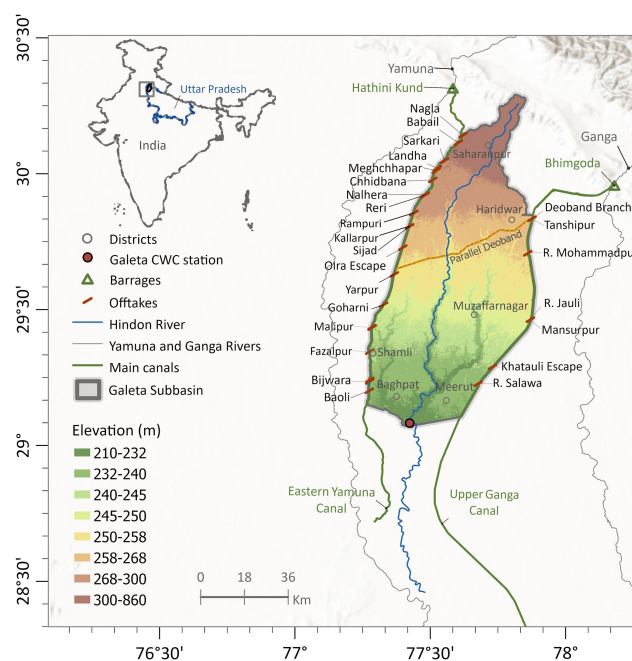 30°30'
30°
29°30'
29°
28°30'
Uttar Pradesh
India
Yamuna
Hathini Kund
Nagla
Babail
Sarkari
Landha
Meghchhapar
Chhidbana
Nalhera
Reri
Rampuri
Kallarpur
Sijad
Olra Escape
Yarpur
Goharni
Malipur
Fazalpur
Bijwara
Baoli
Saharanpur
Haridwar
Parallel Deoband
Muzaffarnagar
Shamli
Baghpat
Meerut
Ganga
Bhimgoda
Deoband Branch
Tanshipur
R. Mohammadpu
R. Jauli
Mansurpur
Khatauli Escape
R. Salawa
Eastern Yamuna
Canal
Upper Ganga
Canal
Districts
Galeta CWC station
Barrages
Offtakes
Hindon River
Yamuna and Ganga Rivers
Main canals
Galeta Subbasin
Elevation (m)
210-232
232-240
240-245
245-250
250-258
258-268
268-300
300-860
0 18 36
Km
76°30' 77° 77°30' 78°